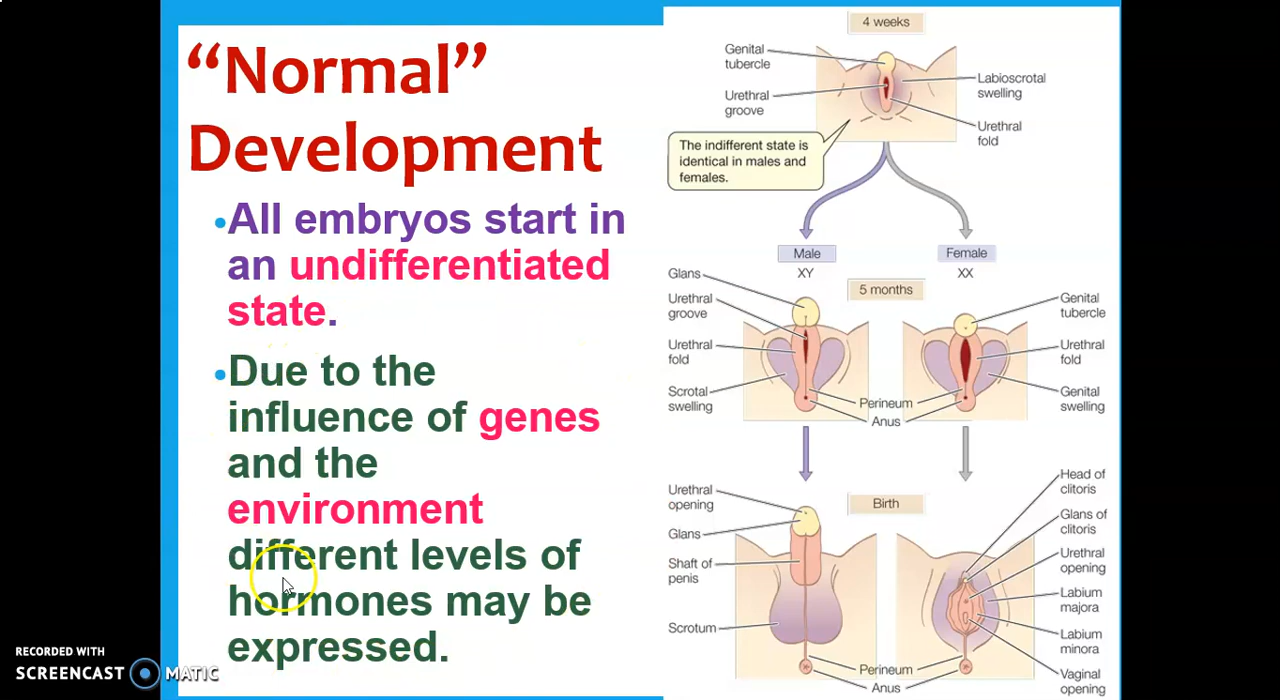 “Normal”
Development
•All embryos start in
an undifferentiated
state.
•Due to the
influence of genes
and the
environment
different levels of
hormones may be
expressed.
4 weeks
Genital
tubercle
Urethral
groove
Labioscrotal
swelling
Urethral
fold
The indifferent state is
identical in males and
females.
Male
XY
Female
XX
5 months
Glans
Urethral
groove
Urethral
fold
Scrotal
swelling
Genital
tubercle
Urethral
fold
Genital
swelling
Perineum
Anus
Birth
Urethral
opening
Glans
Shaft of
penis
Scrotum
Head of
clitoris
Glans of
clitoris
Urethral
opening
Labium
majora
Labium
minora
Vaginal
opening
Perineum
Anus
RECORDED WITH
SCREENCAST MATIC